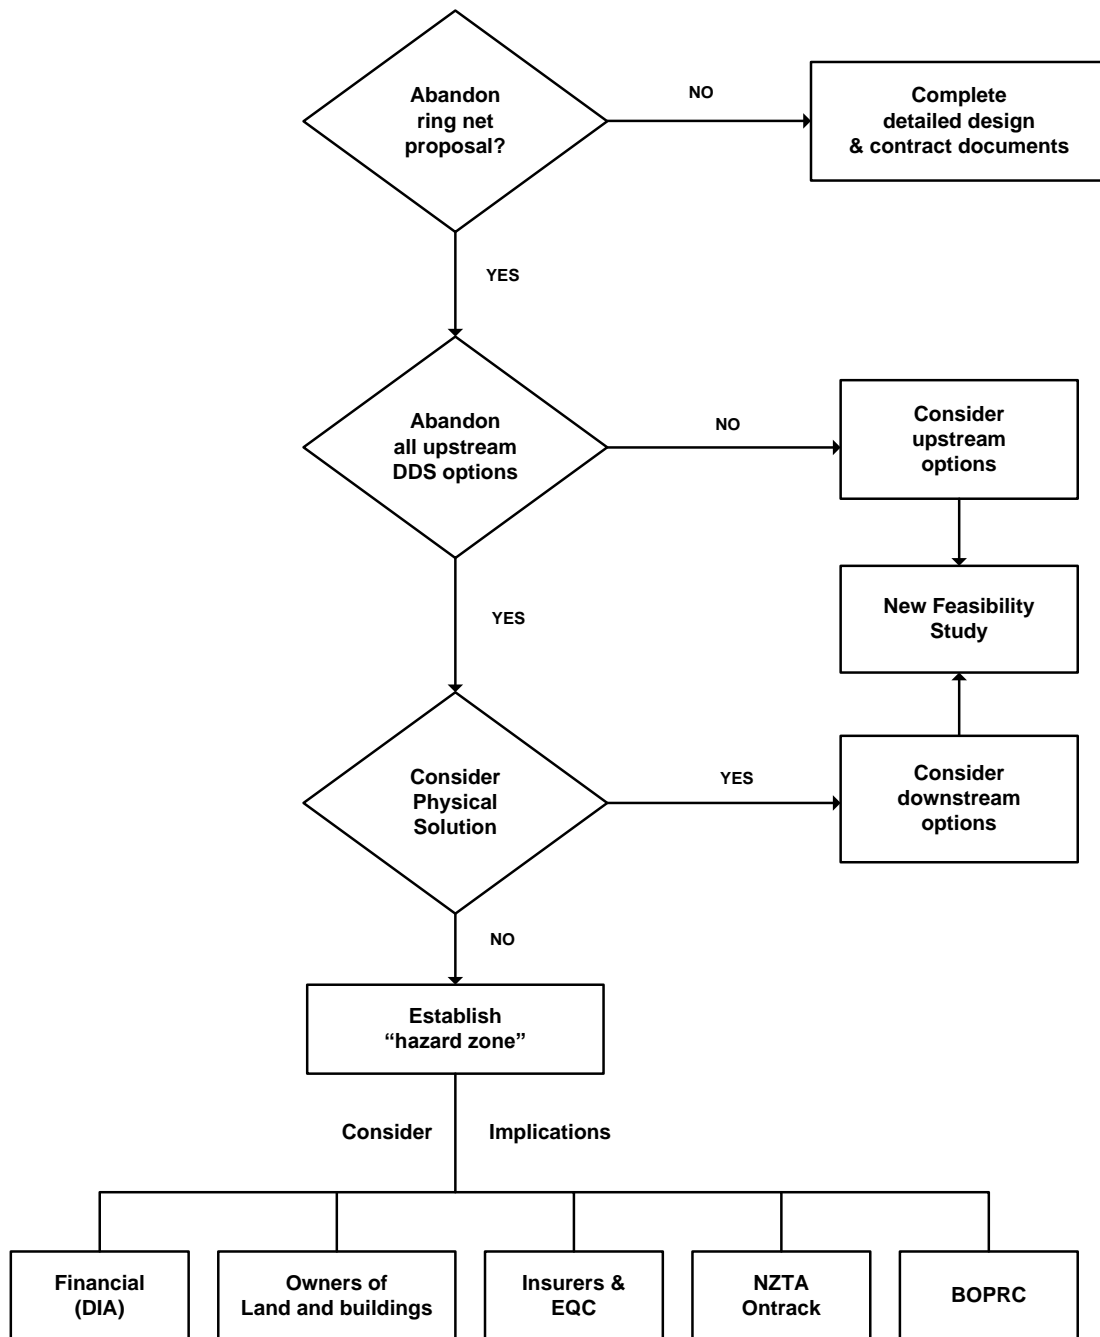 Abandon
ring net
proposal?
NO
Complete
detailed design
& contract documents
YES
Abandon
all upstream
DDS options
NO
Consider
upstream
options
New Feasibility
Study
YES
Consider
Physical
Solution
YES
Consider
downstream
options
NO
Establish
“hazard zone”
Consider Implications
Financial
(DIA)
Owners of
Land and buildings
Insurers &
EQC
NZTA
Ontrack
BOPRC